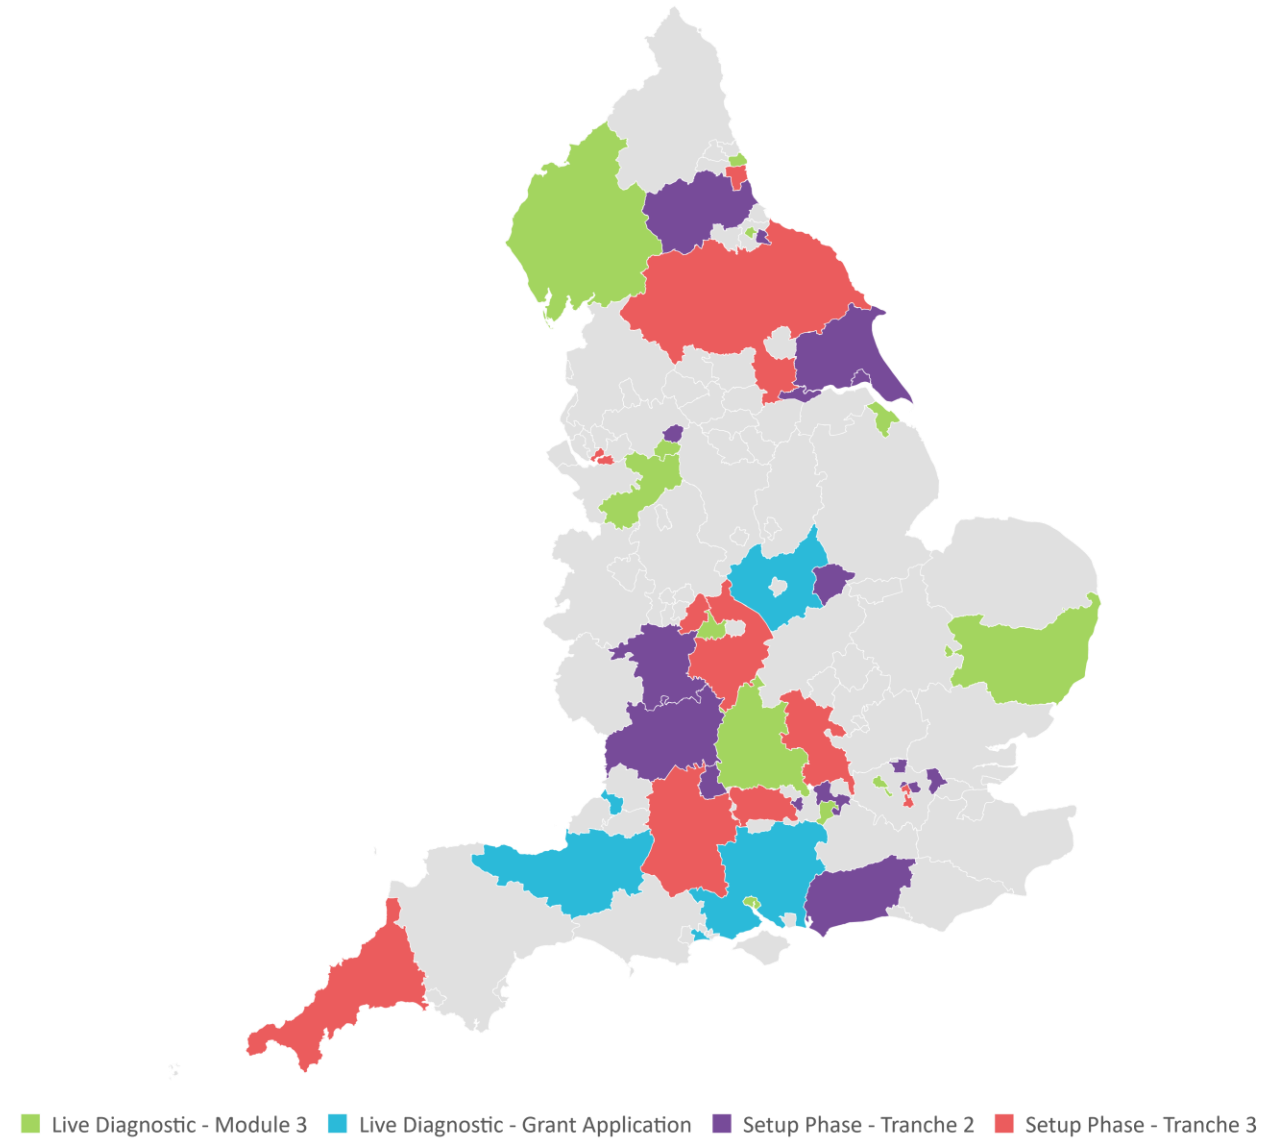 Live Diagnostic - Module 3 Live Diagnostic - Grant Application Setup Phase - Tranche 2 Setup Phase - Tranche 3